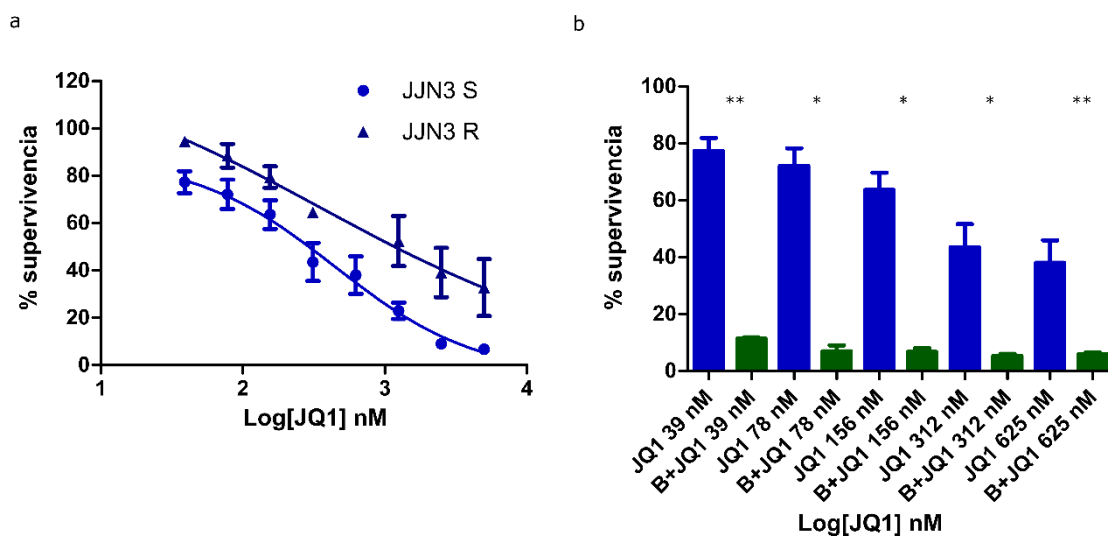 a
120
100
80
60
40
20
0
% supervivencia
1
2
3
4
Log[JQ1] nM
JJN3 S
JJN3 R
b
100
80
60
40
20
0
% supervivencia
**
*
*
*
**
JQ1 39 nM
B+JQ1 39 nM
JQ1 78 nM
B+JQ1 78 nM
JQ1 156 nM
B+JQ1 156 nM
JQ1 312 nM
B+JQ1 312 nM
JQ1 625 nM
B+JQ1 625 nM
Log[JQ1] nM